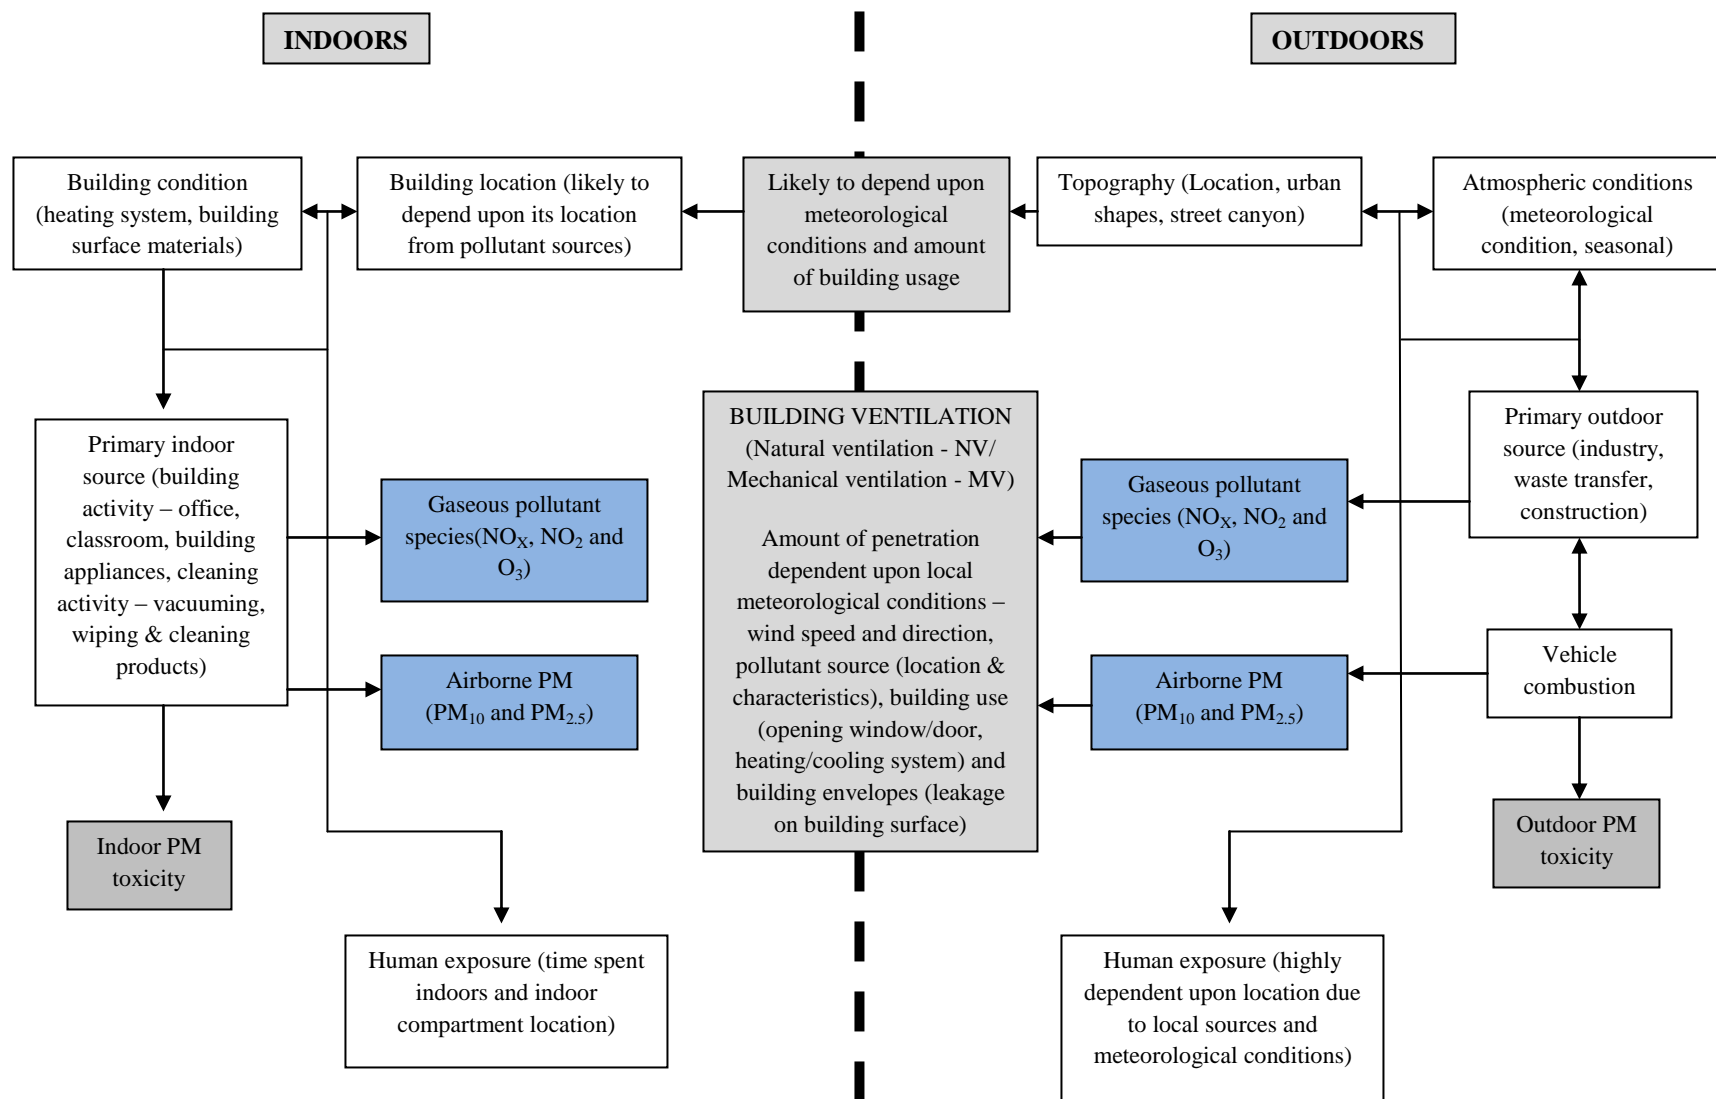 INDOORS
OUTDOORS
Building condition
(heating system, building
surface materials)
Building location (likely to
depend upon its location
from pollutant sources)
Likely to depend upon
meteorological
conditions and amount
of building usage
Topography (Location, urban
shapes, street canyon)
Atmospheric conditions
(meteorological
condition, seasonal)
Primary indoor
source (building
activity – office,
classroom, building
appliances, cleaning
activity – vacuuming,
wiping & cleaning
products)
Gaseous pollutant
species(NOX, NO2 and
O3)
Airborne PM
(PM10 and PM2.5)
BUILDING VENTILATION
(Natural ventilation - NV/
Mechanical ventilation - MV)
Amount of penetration
dependent upon local
meteorological conditions –
wind speed and direction,
pollutant source (location &
characteristics), building use
(opening window/door,
heating/cooling system) and
building envelopes (leakage
on building surface)
Gaseous pollutant
species (NOX, NO2 and
O3)
Airborne PM
(PM10 and PM2.5)
Primary outdoor
source (industry,
waste transfer,
construction)
Vehicle
combustion
Indoor PM
toxicity
Outdoor PM
toxicity
Human exposure (time spent
indoors and indoor
compartment location)
Human exposure (highly
dependent upon location due
to local sources and
meteorological conditions)